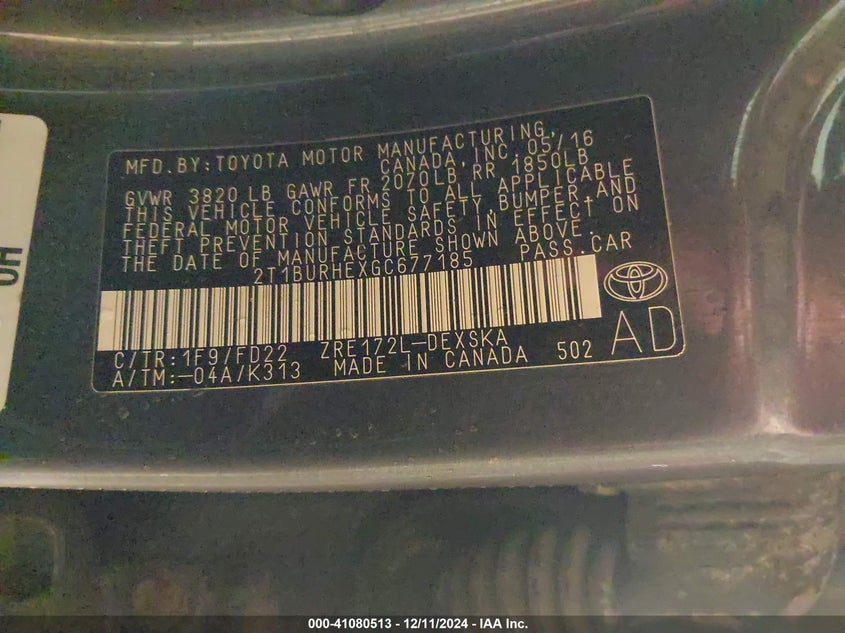 MFD.BY:TOYOTA MOTOR MANUFACTURING,
CANADA,INC. 05/16
GVWR 3820 LB GAWR FR 2070LB RR 1850LB
THIS VEHICLE CONFORMS TO ALL APPLICABLE
FEDERAL MOTOR VEHICLE SAFETY, BUMPER AND
THEFT PREVENTION STANDARDS IN EFFECT ON
THE DATE OF MANUFACTURE SHOWN ABOVE.
2T1BURHEXGC677185 PASS.CAR
C/TR:1F9/FD22 ZRE172L-DEXSKA
A/TM:-04A/K313 MADE IN CANADA 502
AD
000-41080513 - 12/11/2024 - IAA Inc.